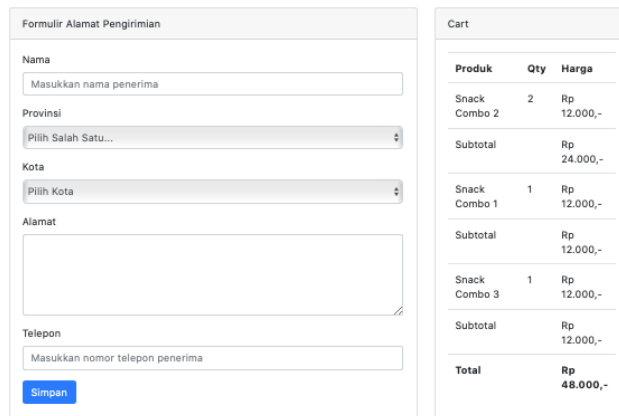 Formulir Alamat Pengirimian
Nama
Masukkan nama penerima
Provinsi
Pilih Salah Satu...
Kota
Pilih Kota
Alamat
Telepon
Masukkan nomor telepon penerima
Simpan
Cart
Produk Qty Harga
Snack 2 Rp
Combo 2 12.000,-
Subtotal Rp
24.000,-
Snack 1 Rp
Combo 1 12.000,-
Subtotal Rp
12.000,-
Snack 1 Rp
Combo 3 12.000,-
Subtotal Rp
12.000,-
Total Rp
48.000,-